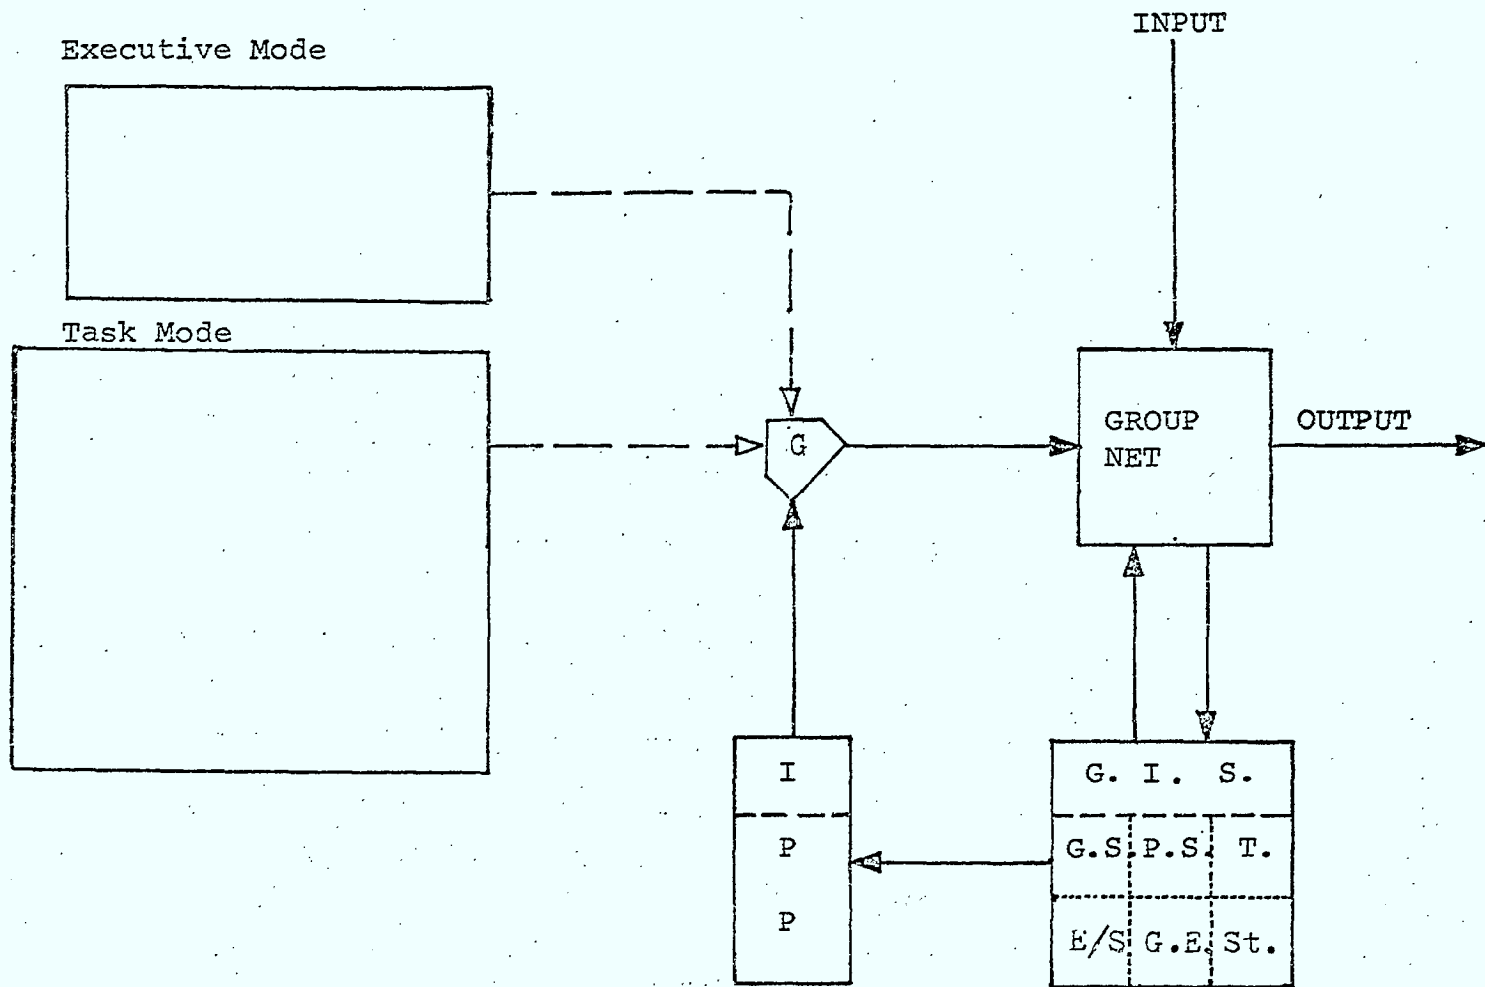 INPUT
Executive Mode
Task Mode
G
GROUP
NET
OUTPUT
I
P
P
G. I. S.
G.S. P.S. T.
E/S G.E. St.